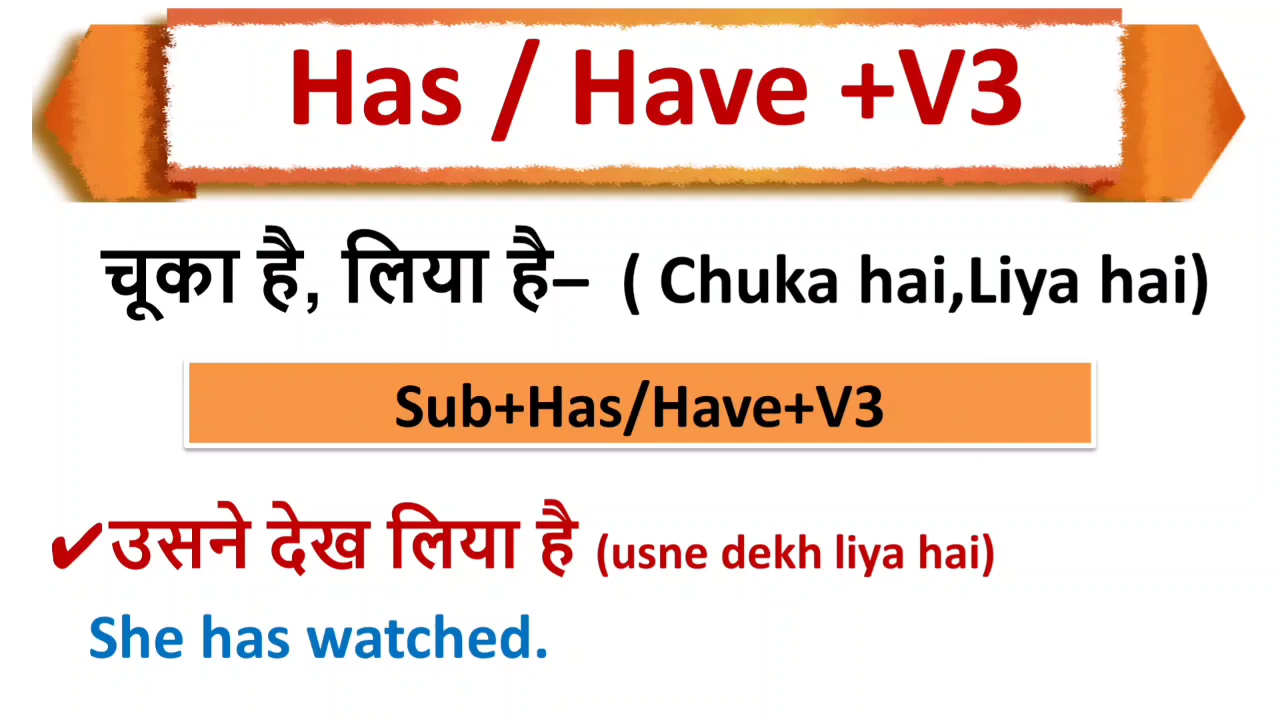 Has / Have +V3
चूका है, लिया है– ( Chuka hai,Liya hai)
Sub+Has/Have+V3
✔उसने देख लिया है (usne dekh liya hai)
She has watched.